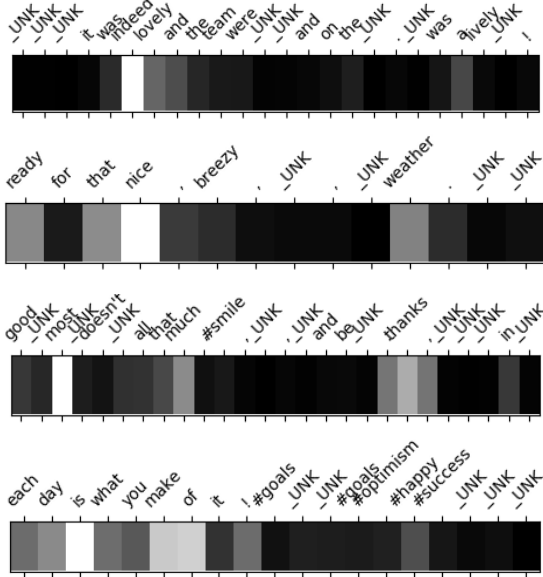 _UNK _UNK _UNK it was indeed lovely and the team were _UNK _UNK and on the _UNK . _UNK was a lively _UNK !
ready for that nice , breezy , _UNK , _UNK weather . _UNK _UNK
good _UNK most _UNK doesn't _UNK all that much #smile , _UNK , _UNK and be _UNK . thanks , _UNK _UNK _UNK in _UNK
each day is what you make of it ! #goals _UNK _UNK #goals #optimism #happy #success _UNK _UNK _UNK